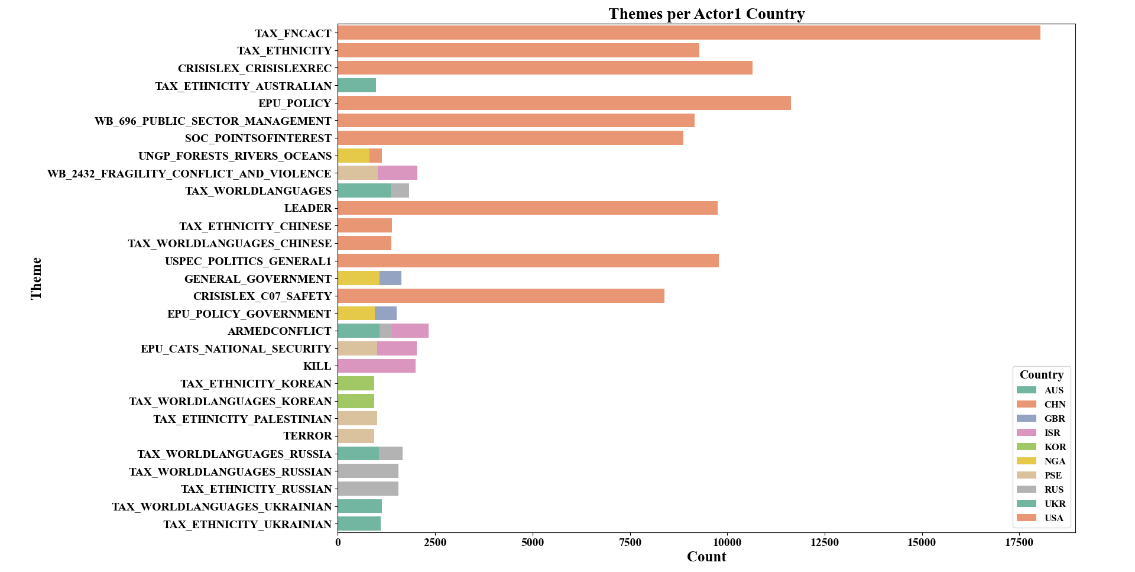 Themes per Actor1 Country
TAX_FNCACT
TAX_ETHNICITY
CRISISLEX_CRISISLEXREC
TAX_ETHNICITY_AUSTRALIAN
EPU_POLICY
WB_696_PUBLIC_SECTOR_MANAGEMENT
SOC_POINTSOFINTEREST
UNGP_FORESTS_RIVERS_OCEANS
WB_2432_FRAGILITY_CONFLICT_AND_VIOLENCE
TAX_WORLDLANGUAGES
LEADER
TAX_ETHNICITY_CHINESE
TAX_WORLDLANGUAGES_CHINESE
USPEC_POLITICS_GENERAL1
GENERAL_GOVERNMENT
CRISISLEX_C07_SAFETY
EPU_POLICY_GOVERNMENT
ARMEDCONFLICT
EPU_CATS_NATIONAL_SECURITY
KILL
TAX_ETHNICITY_KOREAN
TAX_WORLDLANGUAGES_KOREAN
TAX_ETHNICITY_PALESTINIAN
TERROR
TAX_WORLDLANGUAGES_RUSSIA
TAX_WORLDLANGUAGES_RUSSIAN
TAX_ETHNICITY_RUSSIAN
TAX_WORLDLANGUAGES_UKRAINIAN
TAX_ETHNICITY_UKRAINIAN
Theme
Country
AUS
CHN
GBR
ISR
KOR
NGA
PSE
RUS
UKR
USA
0 2500 5000 7500 10000 12500 15000 17500
Count